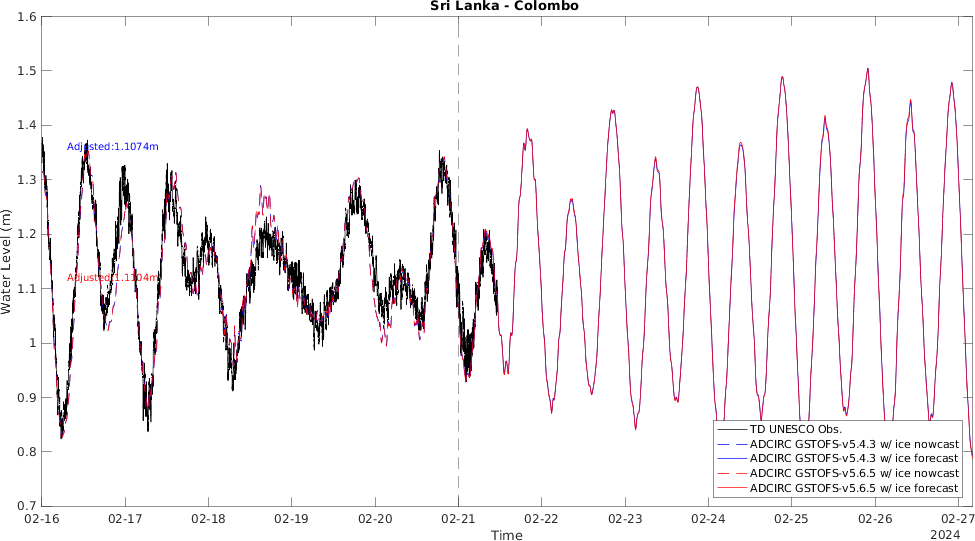 Sri Lanka - Colombo
1.6
1.5
1.4
1.3
1.2
1.1
1
0.9
0.8
0.7
Water Level (m)
Adjusted:1.1074m
Adjusted:1.1104m
TD UNESCO Obs.
ADCIRC GSTOFS-v5.4.3 w/ ice nowcast
ADCIRC GSTOFS-v5.4.3 w/ ice forecast
ADCIRC GSTOFS-v5.6.5 w/ ice nowcast
ADCIRC GSTOFS-v5.6.5 w/ ice forecast
02-16 02-17 02-18 02-19 02-20 02-21 02-22 02-23 02-24 02-25 02-26 02-27
Time
2024